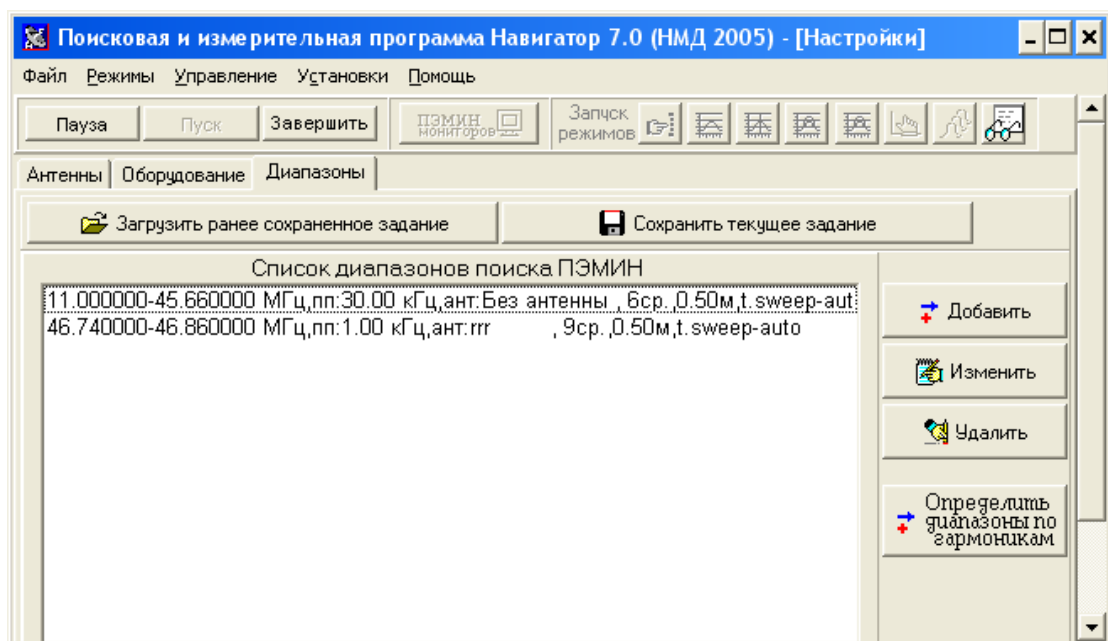 Поисковая и измерительная программа Навигатор 7.0 (НМД 2005) - [Настройки]
Файл Режимы Управление Установки Помощь
Пауза Пуск Завершить ПЭМИН мониторов Запуск режимов
Антенны Оборудование Диапазоны
Загрузить ранее сохраненное задание Сохранить текущее задание
Список диапазонов поиска ПЭМИН
11.000000-45.660000 МГц,пп:30.00 кГц,ант:Без антенны , 6ср.,0.50м,t.sweep-aut
46.740000-46.860000 МГц,пп:1.00 кГц,ант:rrr , 9ср.,0.50м,t.sweep-auto
Добавить
Изменить
Удалить
Определить
диапазоны по
гармоникам